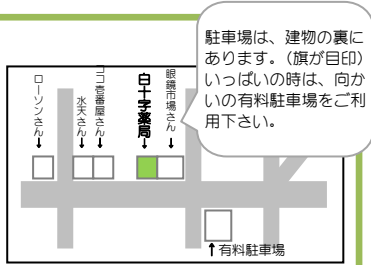 駐車場は、建物の裏に
あります。(旗が目印)
いっぱいの時は、向か
いの有料駐車場をご利
用下さい。
ローソンさん→
水天さん→
ココ壱番屋さん→
白十字薬局→
眼鏡市場さん→
↑有料駐車場